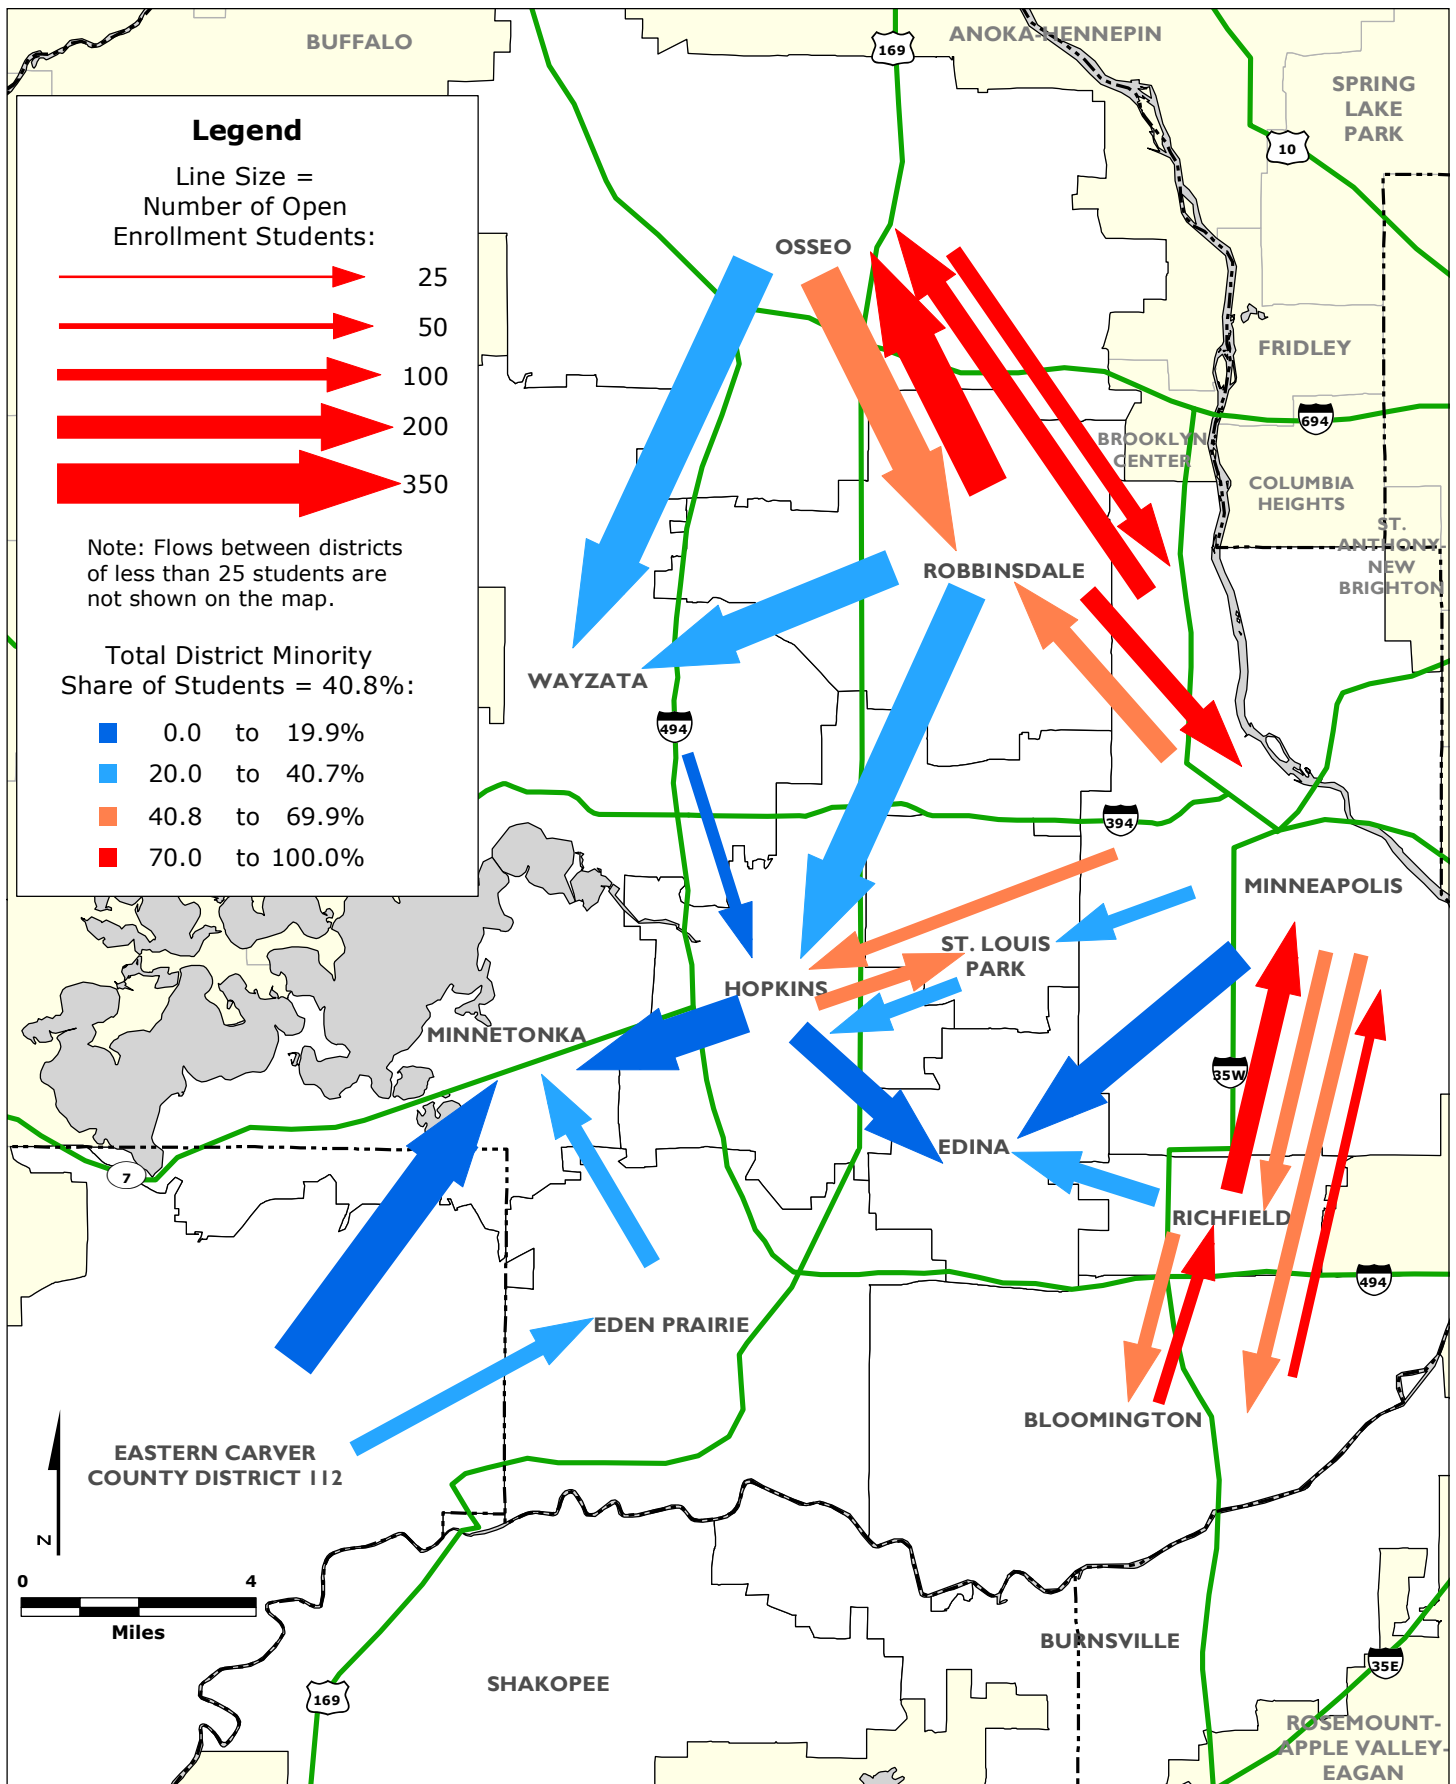 BUFFALO
ANOKA-HENNEPIN
169
SPRING
LAKE
PARK
10
Legend
Line Size =
Number of Open
Enrollment Students:
25
50
100
200
350
Note: Flows between districts
of less than 25 students are
not shown on the map.
Total District Minority
Share of Students = 40.8%:
0.0 to 19.9%
20.0 to 40.7%
40.8 to 69.9%
70.0 to 100.0%
OSSEO
FRIDLEY
694
BROOKLYN
CENTER
COLUMBIA
HEIGHTS
ST.
ANTHONY-
NEW
BRIGHTON
ROBBINSDALE
WAYZATA
494
394
MINNEAPOLIS
ST. LOUIS
PARK
HOPKINS
MINNETONKA
35W
EDINA
7
RICHFIELD
494
EDEN PRAIRIE
BLOOMINGTON
EASTERN CARVER
COUNTY DISTRICT 112
N
0 4
Miles
BURNSVILLE
35E
SHAKOPEE
169
ROSEMOUNT-
APPLE VALLEY-
EAGAN